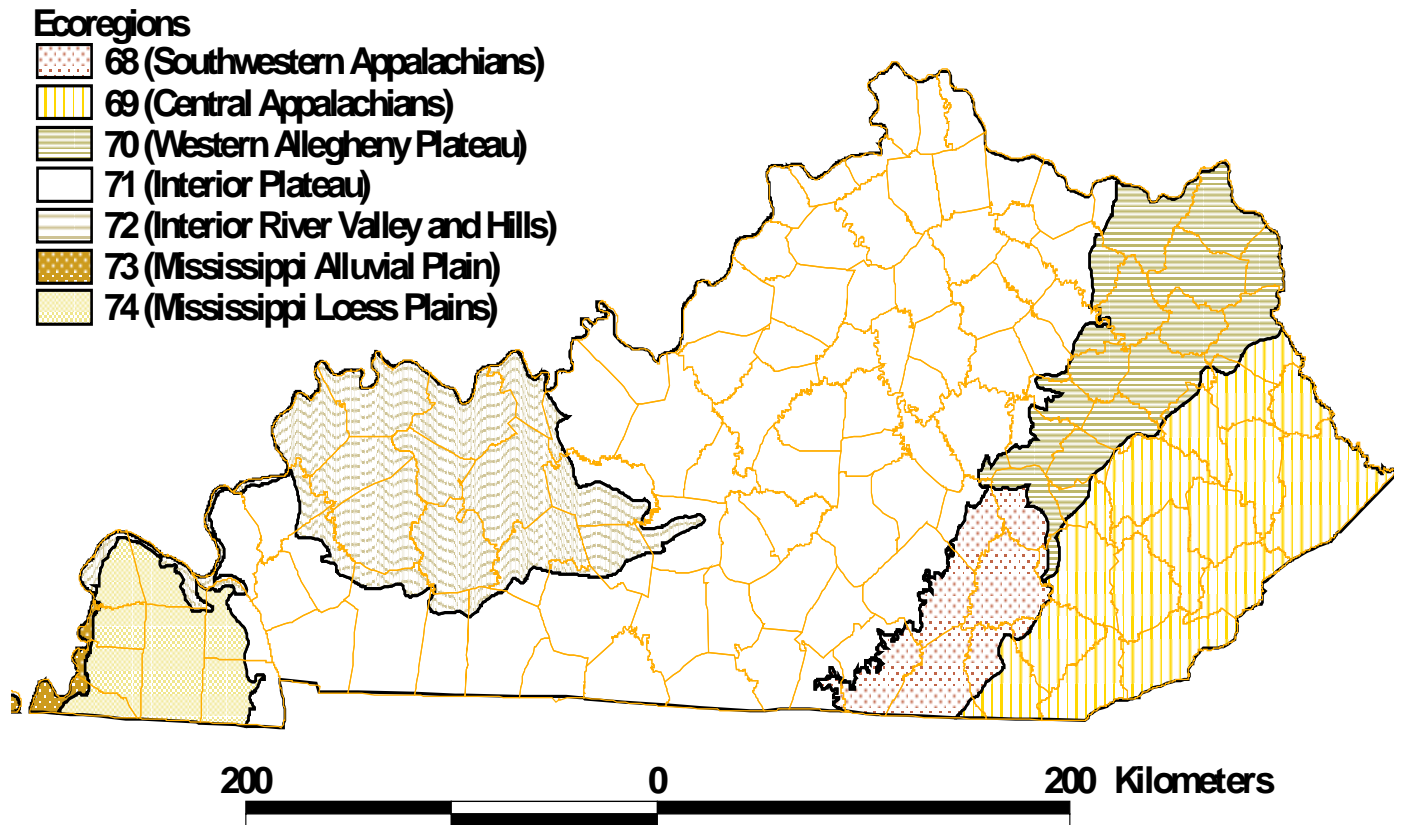 Ecoregions
68 (Southwestern Appalachians)
69 (Central Appalachians)
70 (Western Allegheny Plateau)
71 (Interior Plateau)
72 (Interior River Valley and Hills)
73 (Mississippi Alluvial Plain)
74 (Mississippi Loess Plains)
200 0 200 Kilometers